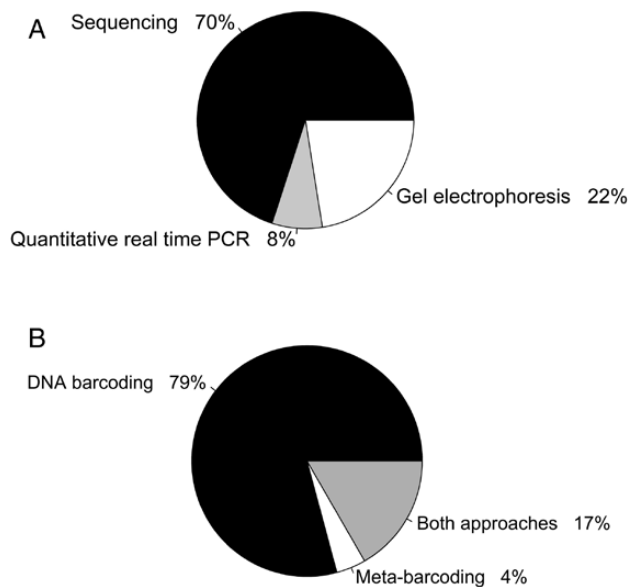 A
Sequencing 70%
Gel electrophoresis 22%
Quantitative real time PCR 8%
B
DNA barcoding 79%
Both approaches 17%
Meta-barcoding 4%